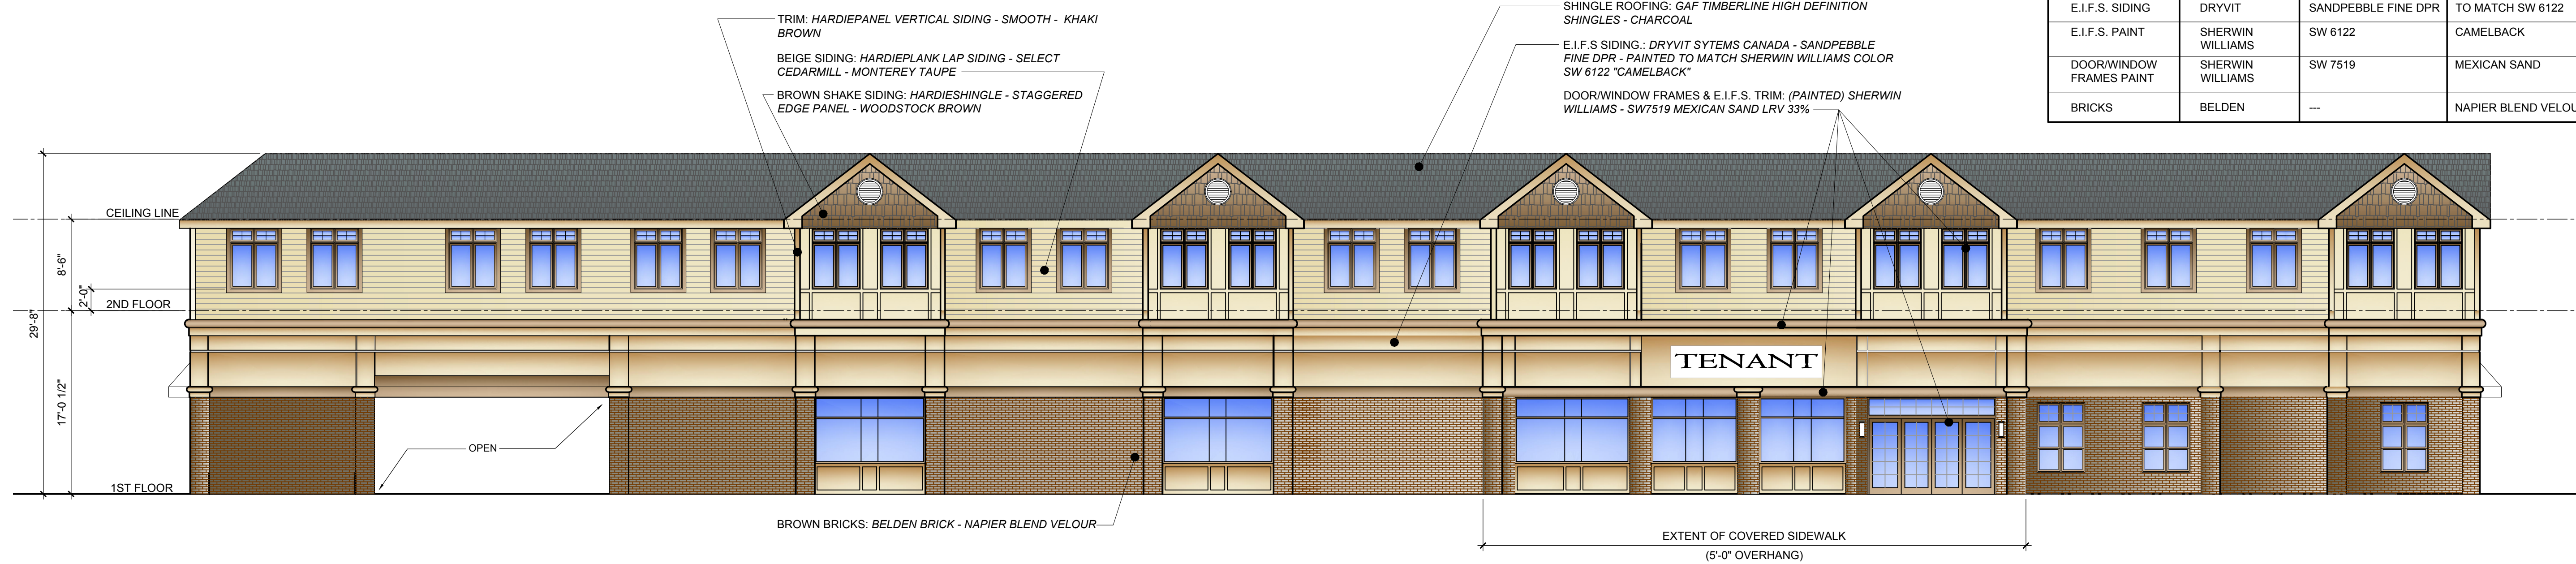 TRIM: HARDIEPANEL VERTICAL SIDING - SMOOTH - KHAKI
BROWN
BEIGE SIDING: HARDIEPLANK LAP SIDING - SELECT
CEDARMILL - MONTEREY TAUPE
BROWN SHAKE SIDING: HARDIESHINGLE - STAGGERED
EDGE PANEL - WOODSTOCK BROWN
SHINGLE ROOFING: GAF TIMBERLINE HIGH DEFINITION
SHINGLES - CHARCOAL
E.I.F.S SIDING.: DRYVIT SYTEMS CANADA - SANDPEBBLE
FINE DPR - PAINTED TO MATCH SHERWIN WILLIAMS COLOR
SW 6122 "CAMELBACK"
DOOR/WINDOW FRAMES & E.I.F.S. TRIM: (PAINTED) SHERWIN
WILLIAMS - SW7519 MEXICAN SAND LRV 33%
E.I.F.S. SIDING DRYVIT SANDPEBBLE FINE DPR TO MATCH SW 6122
E.I.F.S. PAINT SHERWIN SW 6122 CAMELBACK
WILLIAMS
DOOR/WINDOW SHERWIN SW 7519 MEXICAN SAND
FRAMES PAINT WILLIAMS
BRICKS BELDEN --- NAPIER BLEND VELOU
CEILING LINE
8'-6"
2'-0"
2ND FLOOR
29'-8"
TENANT
17'-0 1/2"
OPEN
1ST FLOOR
BROWN BRICKS: BELDEN BRICK - NAPIER BLEND VELOUR
EXTENT OF COVERED SIDEWALK
(5'-0" OVERHANG)